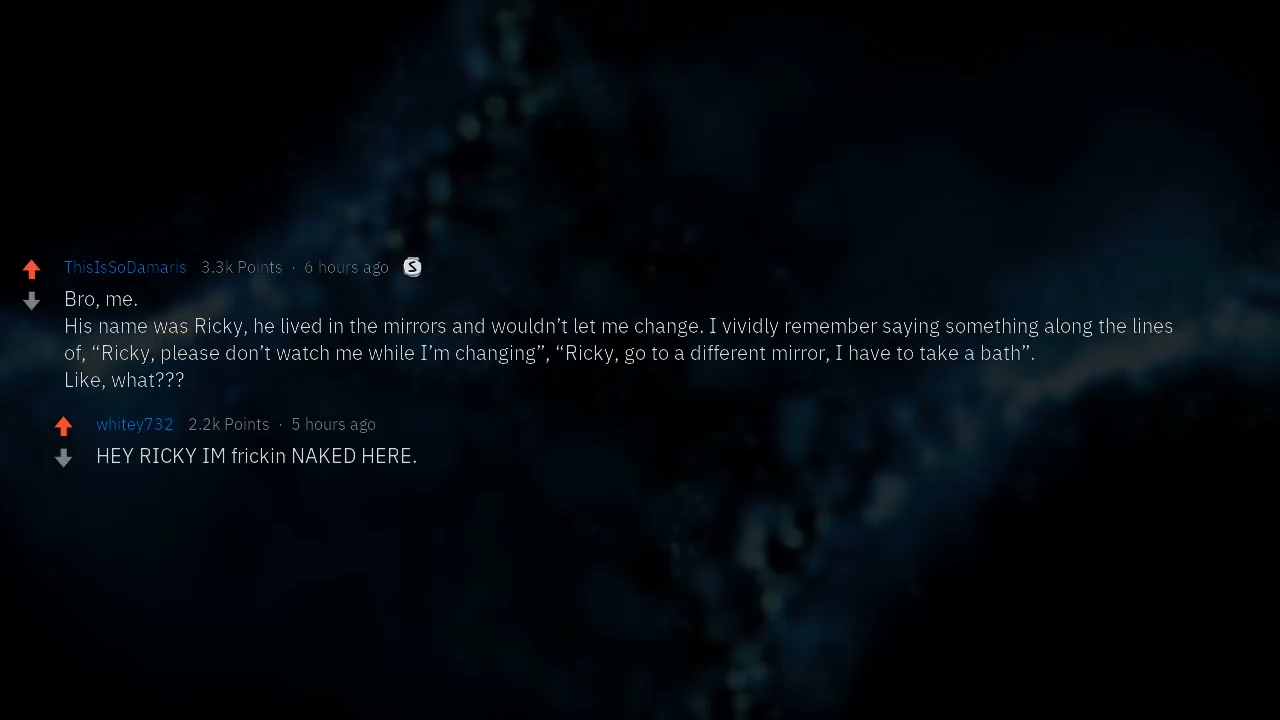 ThisIsSoDamaris 3.3k Points · 6 hours ago S
Bro, me.
His name was Ricky, he lived in the mirrors and wouldn’t let me change. I vividly remember saying something along the lines
of, “Ricky, please don’t watch me while I’m changing”, “Ricky, go to a different mirror, I have to take a bath”.
Like, what???
whitey732 2.2k Points · 5 hours ago
HEY RICKY IM frickin NAKED HERE.